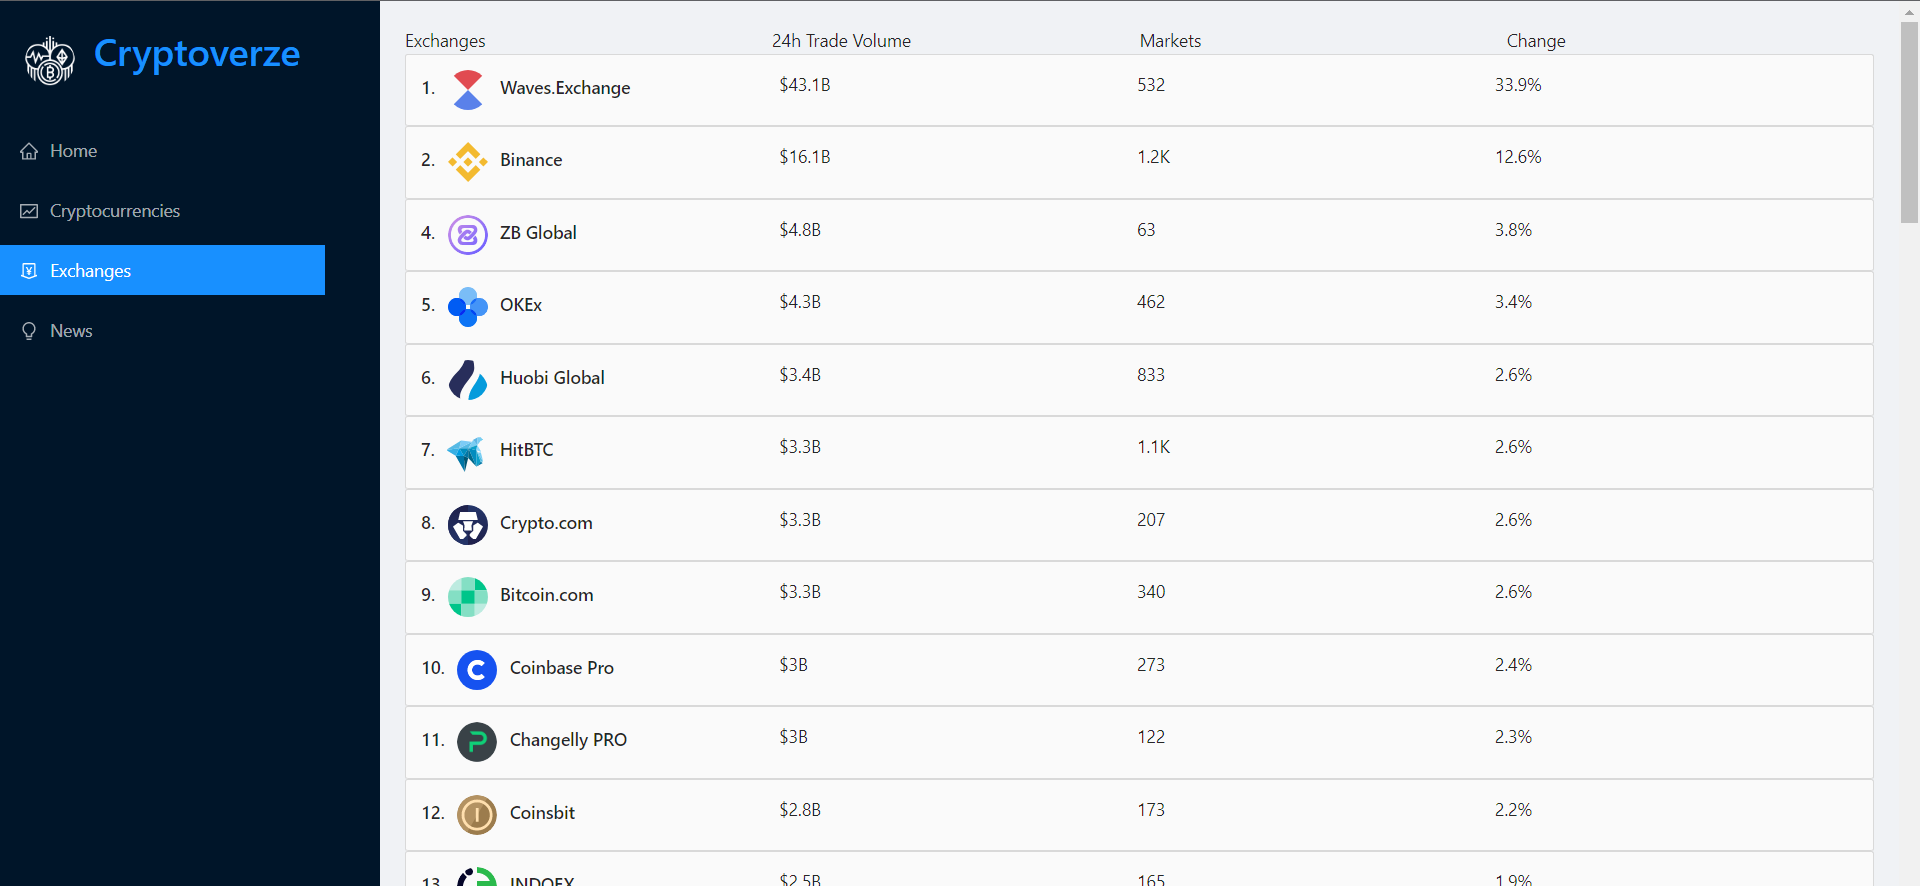 Cryptoverze
Home
Cryptocurrencies
Exchanges
News
Exchanges 24h Trade Volume Markets Change
1. Waves.Exchange $43.1B 532 33.9%
2. Binance $16.1B 1.2K 12.6%
4. ZB Global $4.8B 63 3.8%
5. OKEx $4.3B 462 3.4%
6. Huobi Global $3.4B 833 2.6%
7. HitBTC $3.3B 1.1K 2.6%
8. Crypto.com $3.3B 207 2.6%
9. Bitcoin.com $3.3B 340 2.6%
10. Coinbase Pro $3B 273 2.4%
11. Changelly PRO $3B 122 2.3%
12. Coinsbit $2.8B 173 2.2%
13. INDOEX $2.5B 165 1.9%